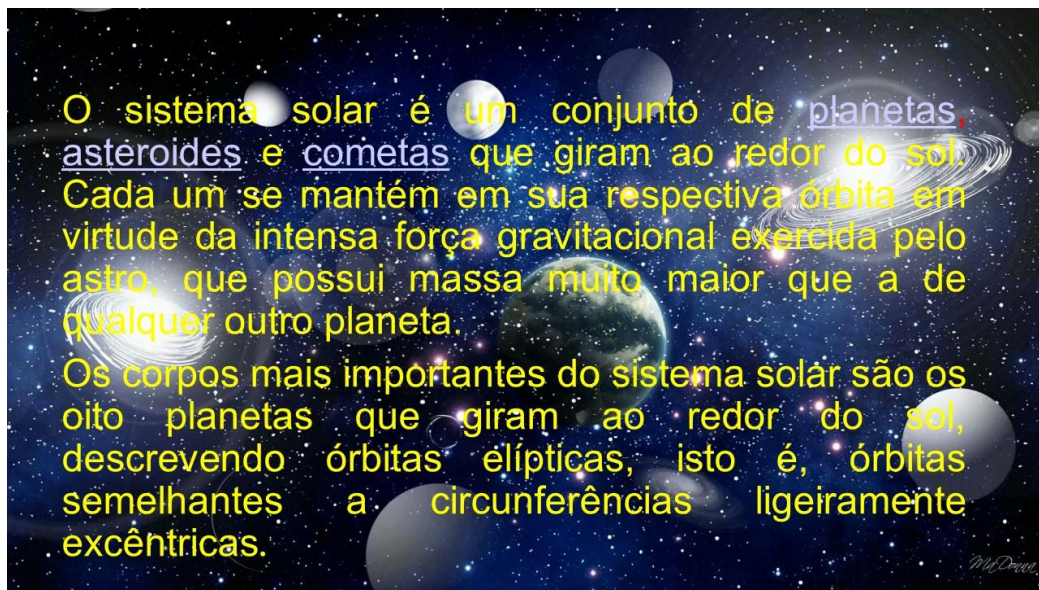 O sistema solar é um conjunto de planetas,
asteroides e cometas que giram ao redor do sol.
Cada um se mantém em sua respectiva órbita em
virtude da intensa força gravitacional exercida pelo
astro, que possui massa muito maior que a de
qualquer outro planeta.
Os corpos mais importantes do sistema solar são os
oito planetas que giram ao redor do sol,
descrevendo órbitas elípticas, isto é, órbitas
semelhantes a circunferências ligeiramente
excêntricas.
MaDonna